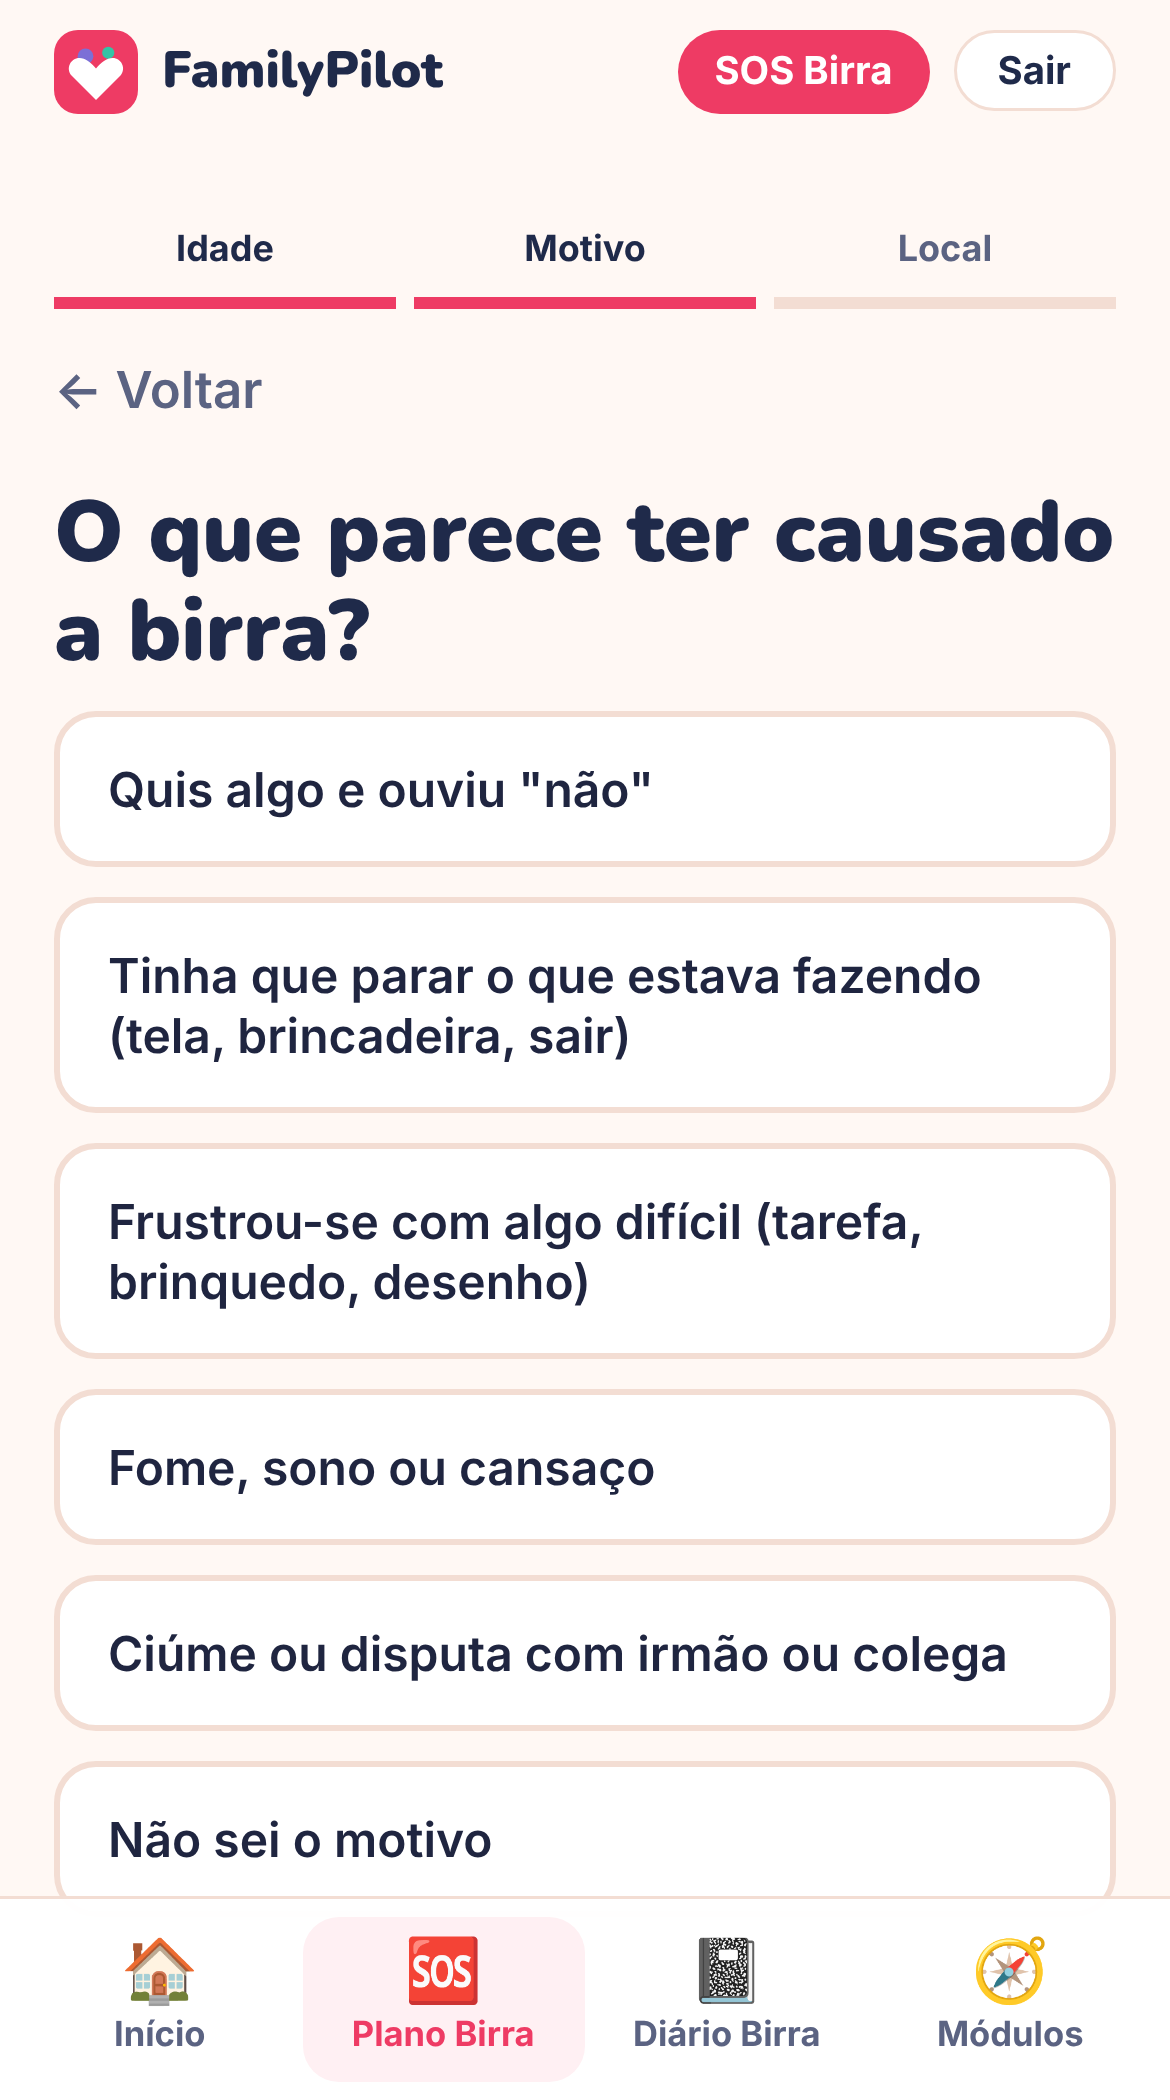 FamilyPilot
SOS Birra
Sair
Idade
Motivo
Local
← Voltar
O que parece ter causado
a birra?
Quis algo e ouviu "não"
Tinha que parar o que estava fazendo
(tela, brincadeira, sair)
Frustrou-se com algo difícil (tarefa,
brinquedo, desenho)
Fome, sono ou cansaço
Ciúme ou disputa com irmão ou colega
Não sei o motivo
SOS
Início
Plano Birra
Diário Birra
Módulos